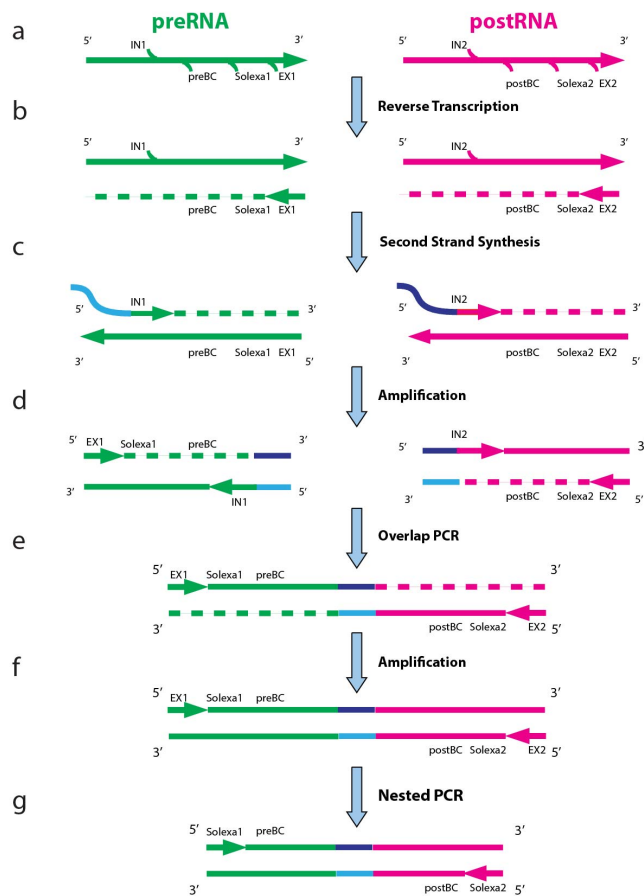 preRNA postRNA
a
5’ IN1 3’ 5’ IN2 3’
preBC Solexa1 EX1 postBC Solexa2 EX2
Reverse Transcription
b
5’ IN1 3’ 5’ IN2 3’
preBC Solexa1 EX1 postBC Solexa2 EX2
Second Strand Synthesis
c
5’ IN1 3’ 5’ IN2 3’
3’ preBC Solexa1 EX1 5’ 3’ postBC Solexa2 EX2 5’
Amplification
d
5’ EX1 Solexa1 preBC 3’ 5’ IN2 3
3’ IN1 5’ 3’ postBC Solexa2 EX2 5’
Overlap PCR
e
5’ EX1 Solexa1 preBC 3’
3’ postBC Solexa2 EX2 5’
Amplification
f
5’ EX1 Solexa1 preBC 3’
3’ postBC Solexa2 EX2 5’
Nested PCR
g
5’ Solexa1 preBC 3’
3’ postBC Solexa2 5’